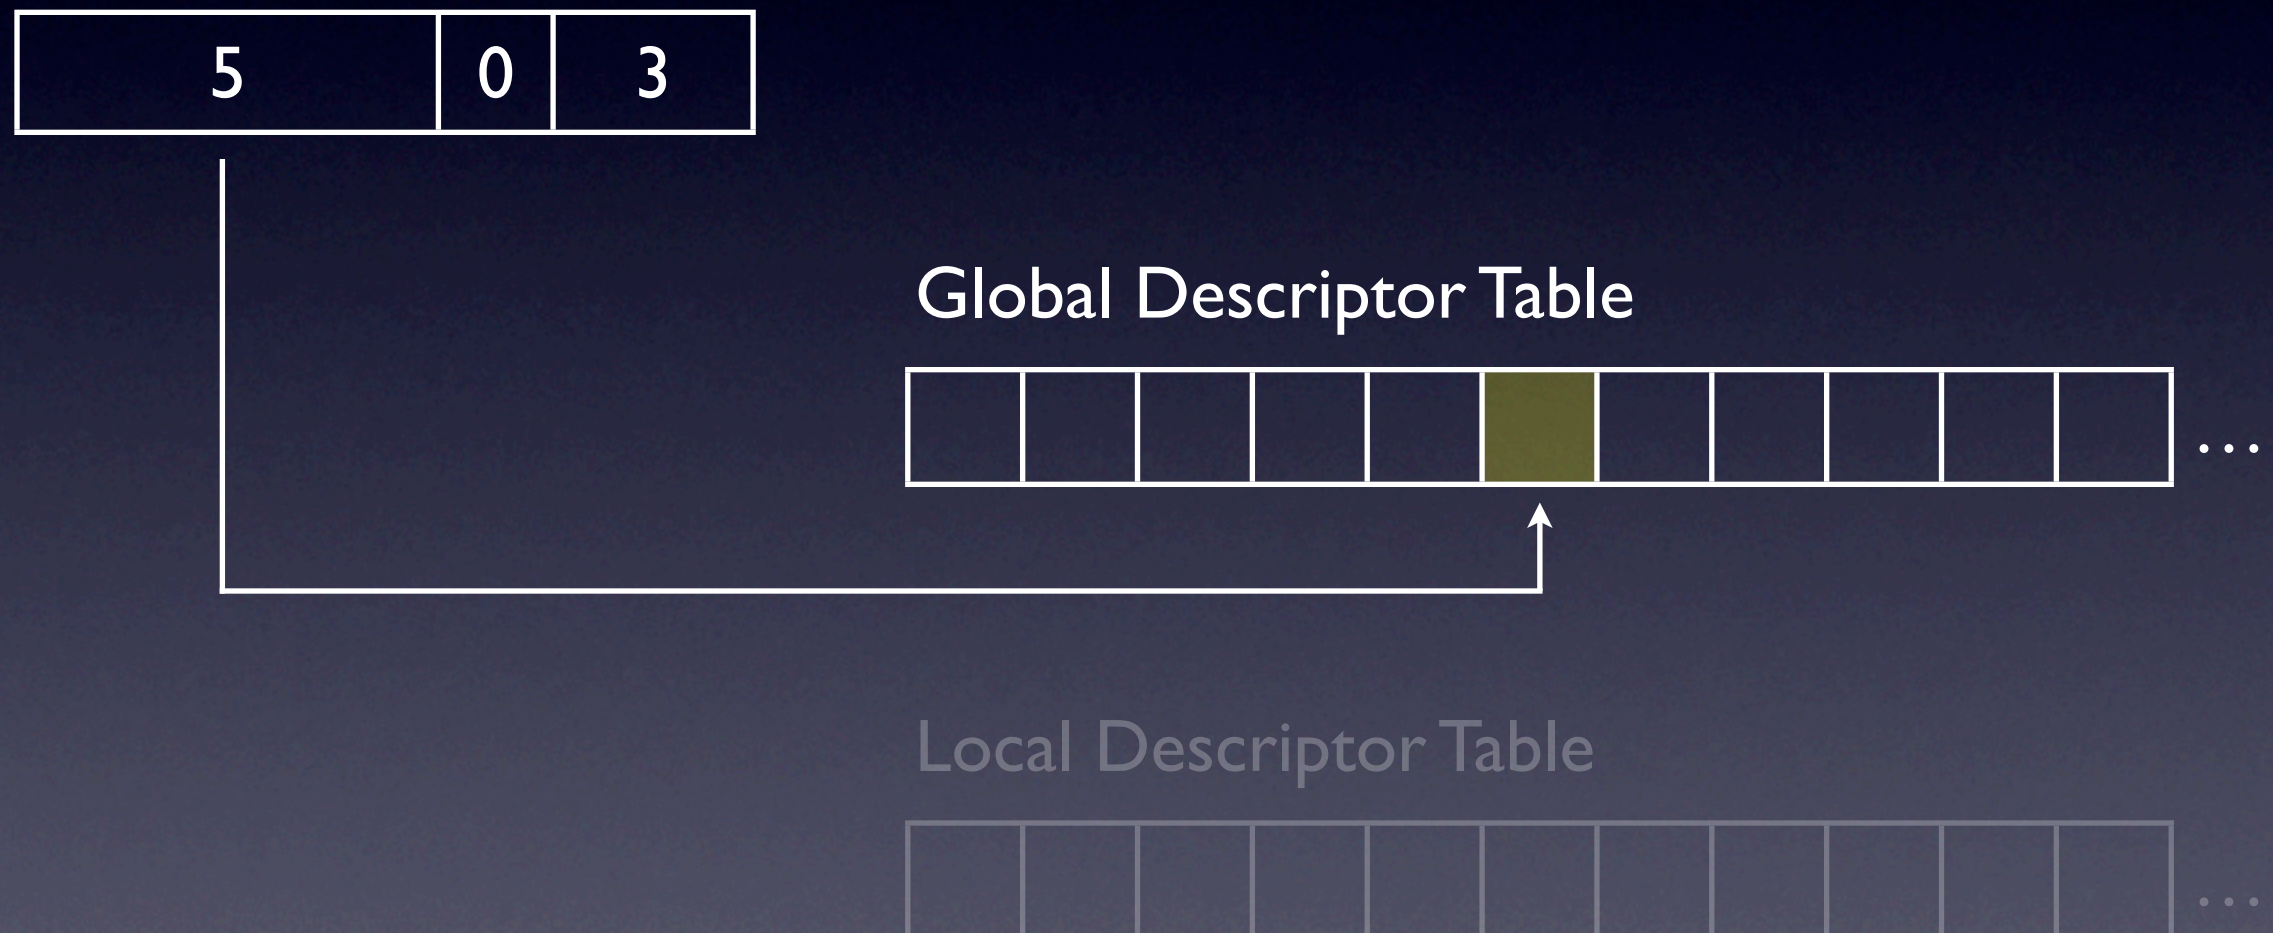 5 0 3
Global Descriptor Table
...
Local Descriptor Table
...